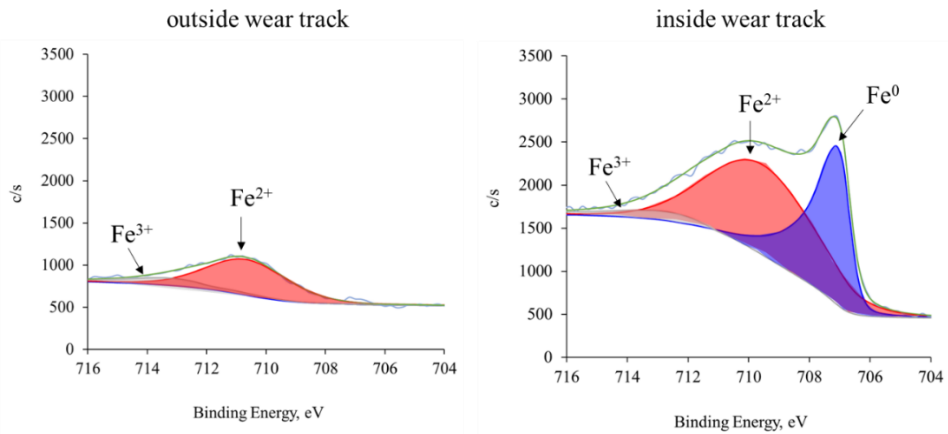 outside wear track
3500
3000
2500
2000
1500
1000
500
0
c/s
Fe³⁺
Fe²⁺
716 714 712 710 708 706 704
Binding Energy, eV
inside wear track
3500
3000
2500
2000
1500
1000
500
0
c/s
Fe³⁺
Fe²⁺
Fe⁰
716 714 712 710 708 706 704
Binding Energy, eV